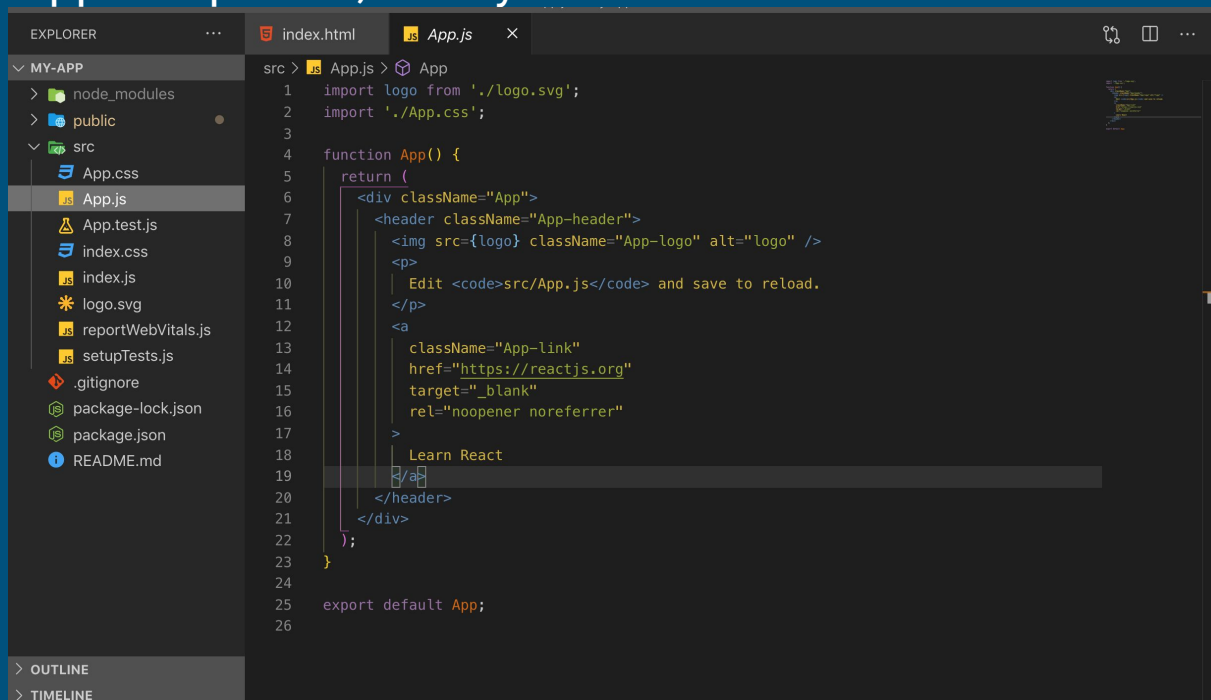 EXPLORER
MY-APP
node_modules
public
src
App.css
App.js
App.test.js
index.css
index.js
logo.svg
reportWebVitals.js
setupTests.js
.gitignore
package-lock.json
package.json
README.md
OUTLINE
TIMELINE
index.html App.js
src > App.js > App
1 import logo from './logo.svg';
2 import './App.css';
3
4 function App() {
5   return (
6     <div className="App">
7       <header className="App-header">
8         <img src={logo} className="App-logo" alt="logo" />
9         <p>
10           Edit <code>src/App.js</code> and save to reload.
11         </p>
12         <a
13           className="App-link"
14           href="https://reactjs.org"
15           target="_blank"
16           rel="noopener noreferrer"
17         >
18           Learn React
19         </a>
20       </header>
21     </div>
22   );
23 }
24
25 export default App;
26